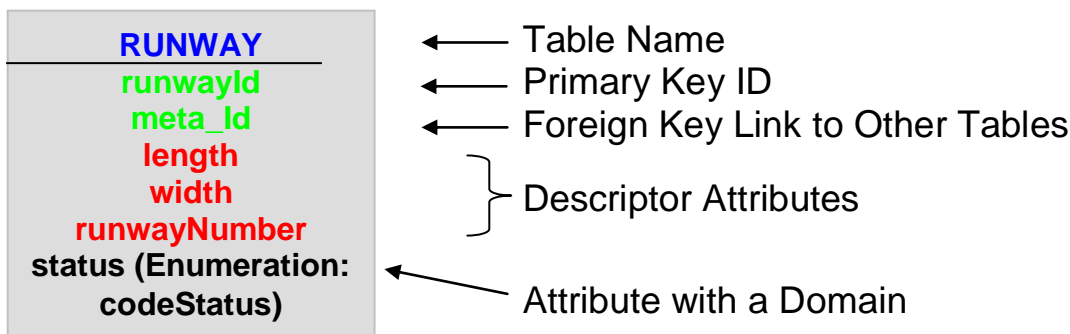 RUNWAY
runwayId
meta_Id
length
width
runwayNumber
status (Enumeration:
codeStatus)
Table Name
Primary Key ID
Foreign Key Link to Other Tables
Descriptor Attributes
Attribute with a Domain